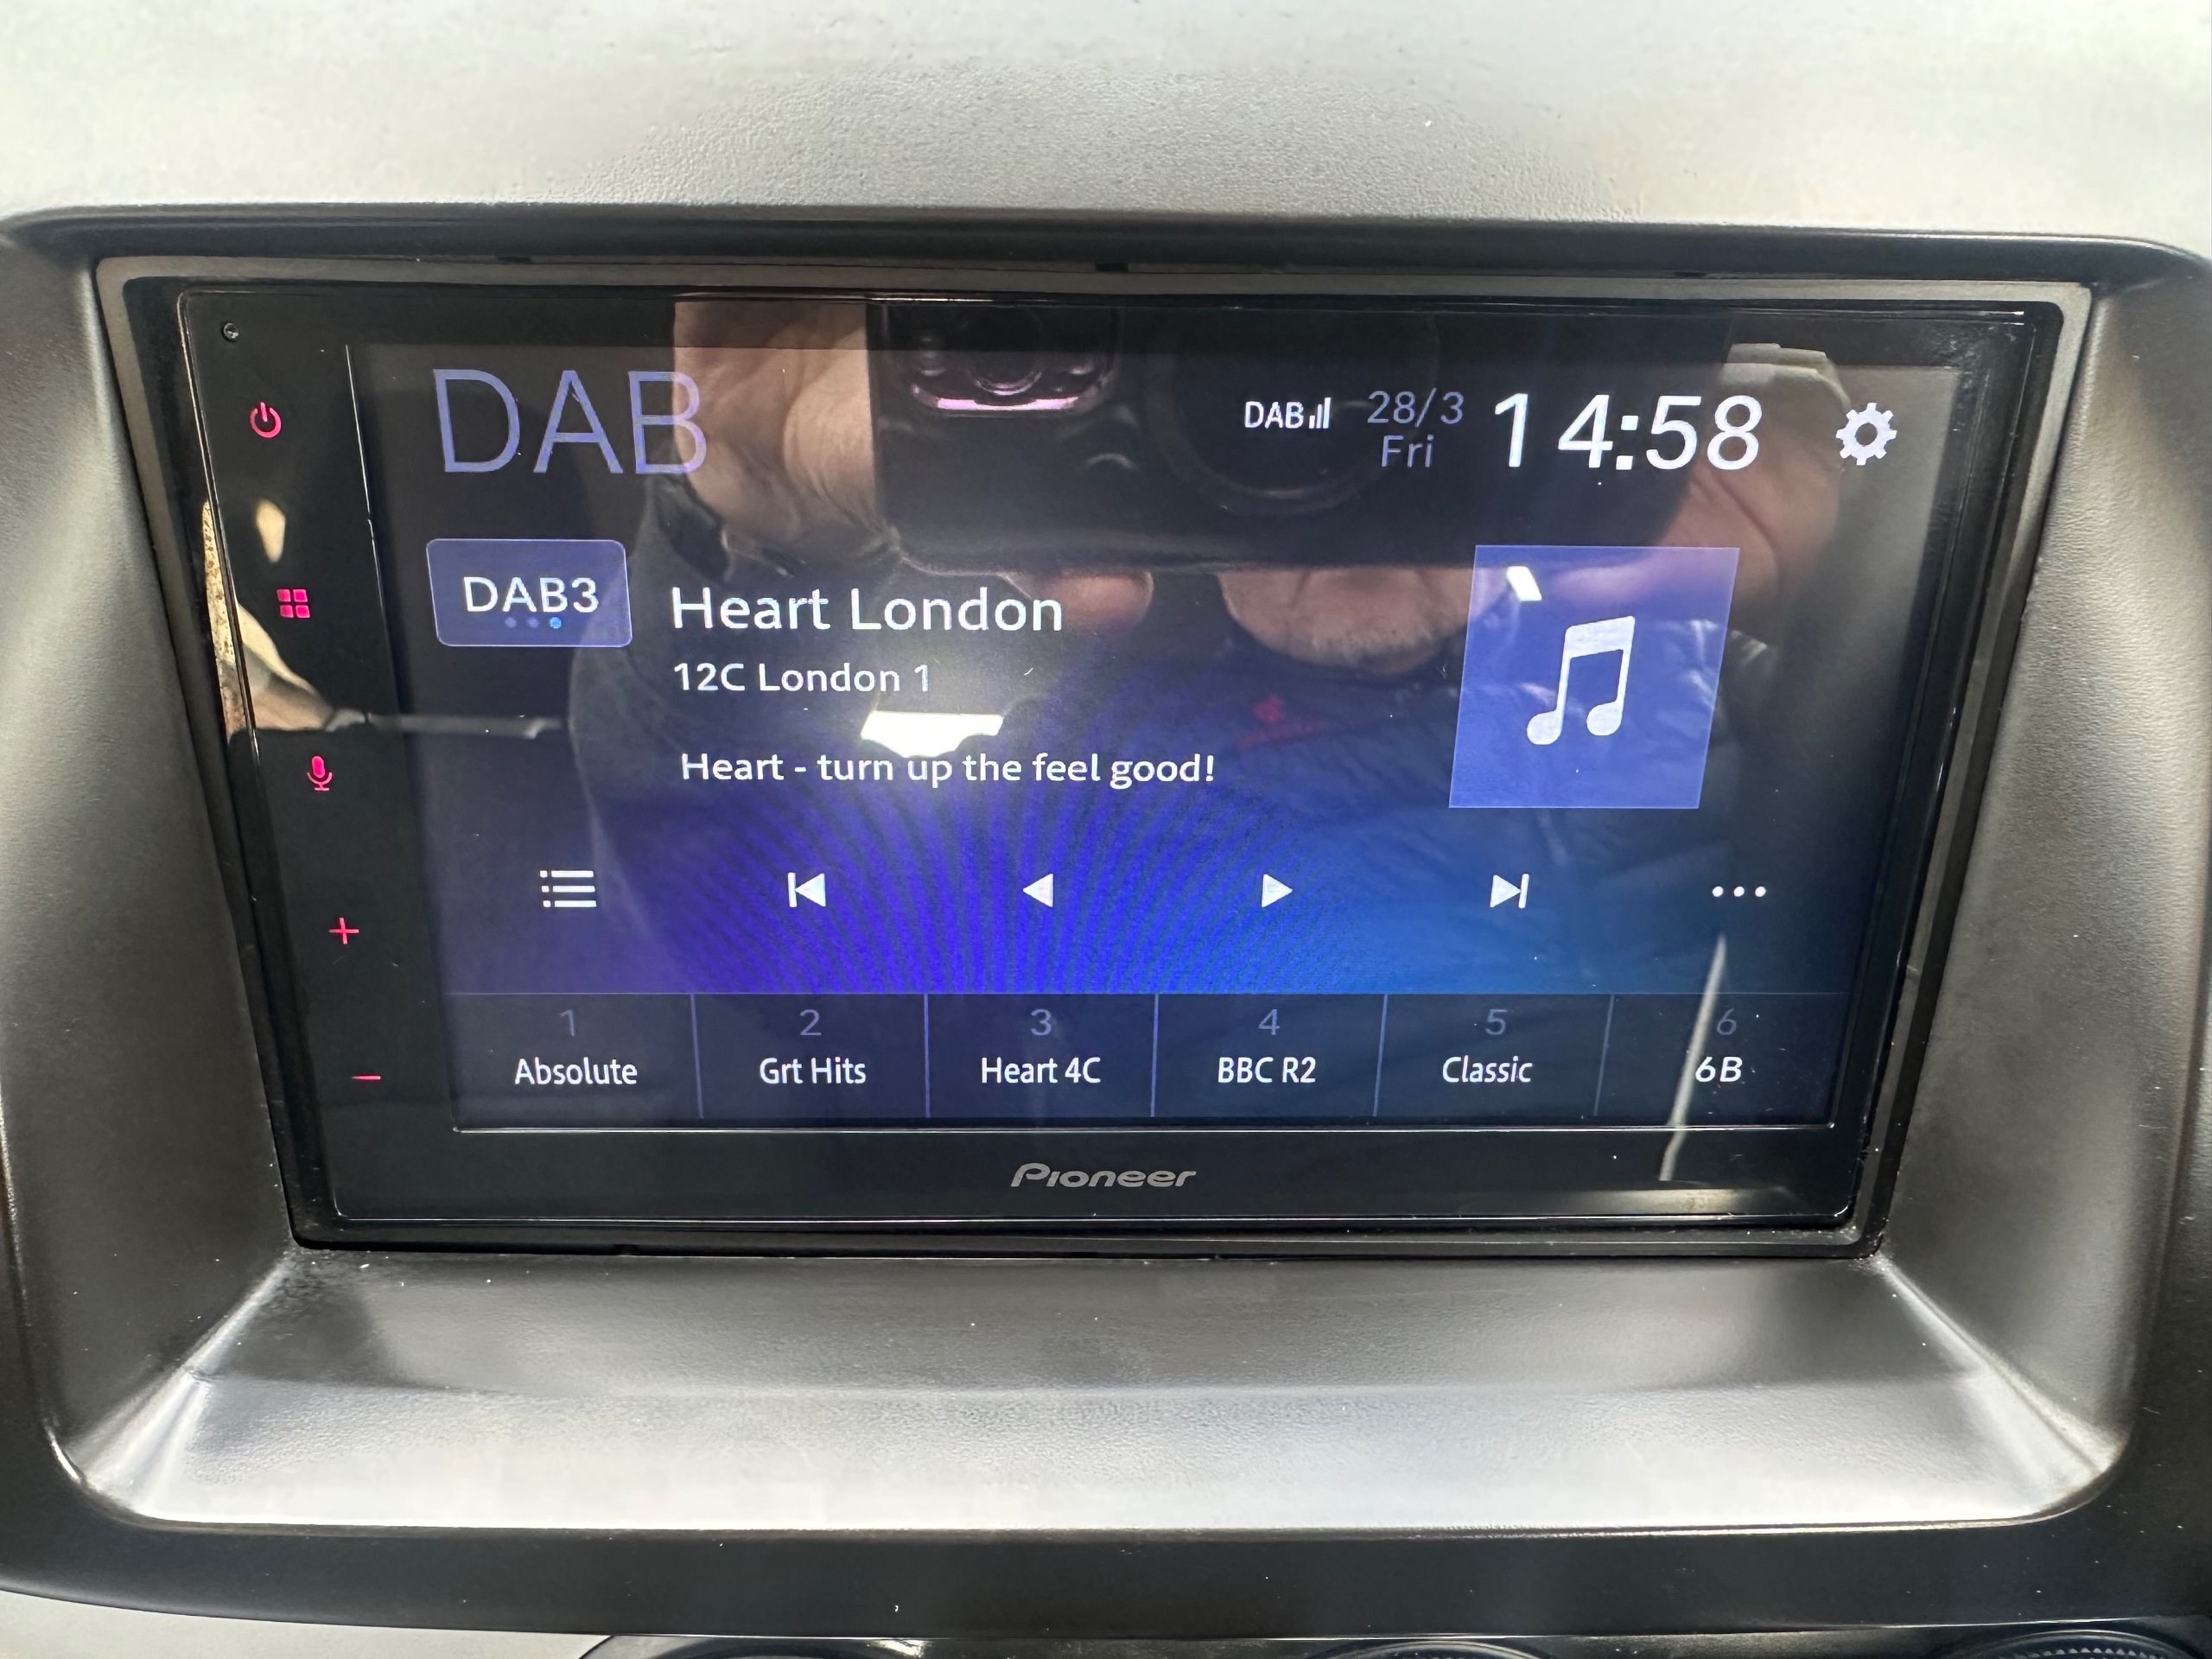 DAB
DAB 28/3 Fri 14:58
DAB3
Heart London
12C London 1
Heart - turn up the feel good!
1 2 3 4 5 6
Absolute Grt Hits Heart 4C BBC R2 Classic 6B
Pioneer